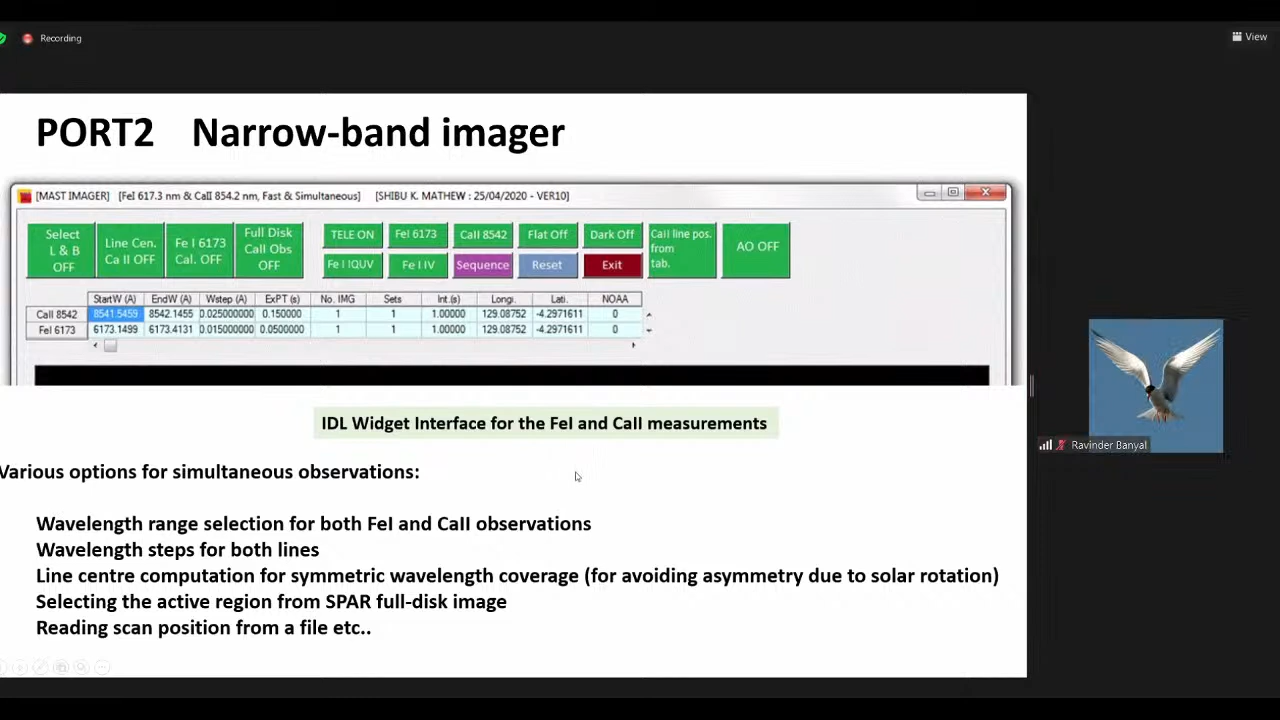 Recording
View
PORT2 Narrow-band imager
[MAST IMAGER] [FeI 617.3 nm & CaII 854.2 nm, Fast & Simultaneous] [SHIBU K. MATHEW : 25/04/2020 - VER10]
Select
L & B
OFF
Line Cen.
Ca II OFF
Fe I 6173
Cal. OFF
Full Disk
CaII Obs
OFF
TELE ON
FeI 6173
CaII 8542
Flat Off
Dark Off
Fe I IQUV
Fe I IV
Sequence
Reset
Exit
CaII line pos.
from
tab.
AO OFF
StartW (A) EndW (A) Wstep (A) ExPT (s) No. IMG Sets Int.(s) Longi. Lati. NOAA
CaII 8542 8541.5459 8542.1455 0.025000000 0.150000 1 1 1.00000 129.08752 -4.2971611 0
FeI 6173 6173.1499 6173.4131 0.015000000 0.0500000 1 1 1.00000 129.08752 -4.2971611 0
IDL Widget Interface for the FeI and CaII measurements
Various options for simultaneous observations:
Wavelength range selection for both FeI and CaII observations
Wavelength steps for both lines
Line centre computation for symmetric wavelength coverage (for avoiding asymmetry due to solar rotation)
Selecting the active region from SPAR full-disk image
Reading scan position from a file etc..
Ravinder Banyal